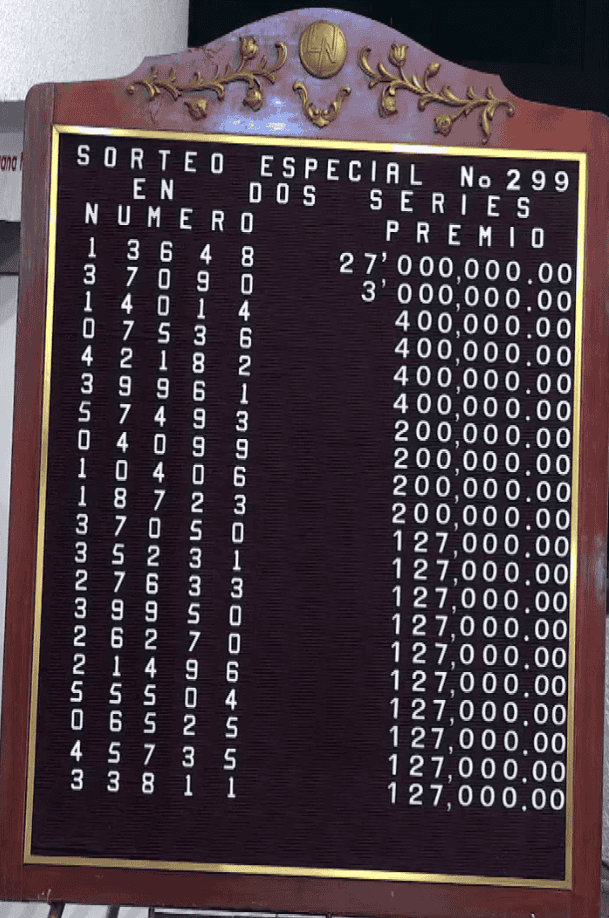 LN
SORTEO ESPECIAL No 299
EN DOS SERIES
NUMERO PREMIO
1 3 6 4 8 27'000,000.00
3 7 0 9 0 3'000,000.00
1 4 0 1 4 400,000.00
0 7 5 3 6 400,000.00
4 2 1 8 2 400,000.00
3 9 9 6 1 400,000.00
5 7 4 9 3 200,000.00
0 4 0 9 9 200,000.00
1 0 4 0 6 200,000.00
1 8 7 2 3 200,000.00
3 7 0 5 0 127,000.00
3 5 2 3 1 127,000.00
2 7 6 3 3 127,000.00
3 9 9 5 0 127,000.00
2 6 2 7 0 127,000.00
2 1 4 9 6 127,000.00
5 5 5 0 4 127,000.00
0 6 5 2 5 127,000.00
4 5 7 3 5 127,000.00
3 3 8 1 1 127,000.00